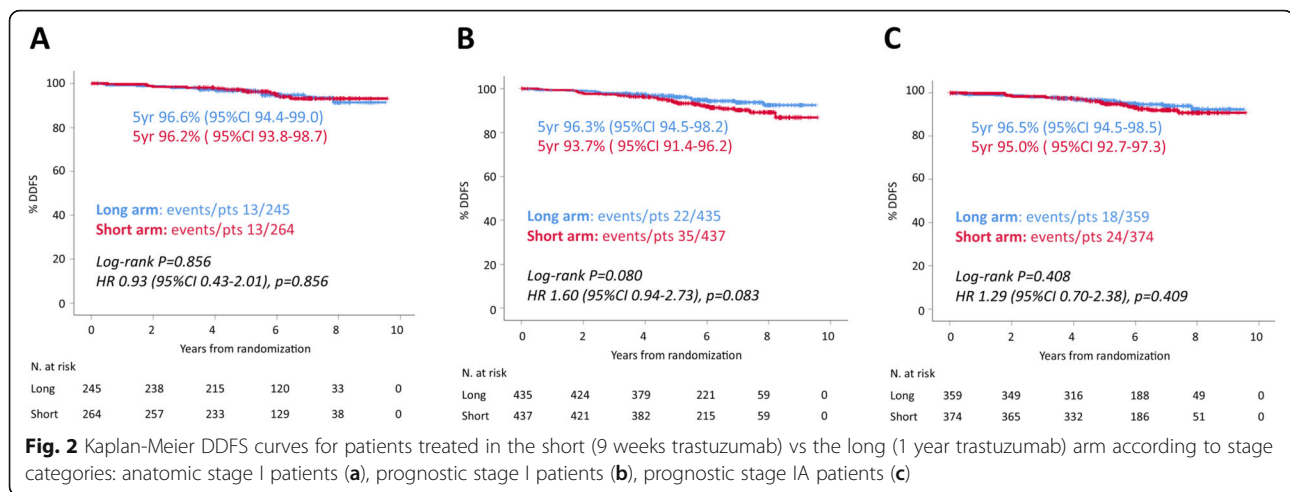 A
B
C
% DDFS
100
80
60
40
20
0
5yr 96.6% (95%CI 94.4-99.0)
5yr 96.2% ( 95%CI 93.8-98.7)
Long arm: events/pts 13/245
Short arm: events/pts 13/264
Log-rank P=0.856
HR 0.93 (95%CI 0.43-2.01), p=0.856
0 2 4 6 8 10
Years from randomization
N. at risk
Long 245 238 215 120 33 0
Short 264 257 233 129 38 0
% DDFS
100
80
60
40
20
0
5yr 96.3% (95%CI 94.5-98.2)
5yr 93.7% ( 95%CI 91.4-96.2)
Long arm: events/pts 22/435
Short arm: events/pts 35/437
Log-rank P=0.080
HR 1.60 (95%CI 0.94-2.73), p=0.083
0 2 4 6 8 10
Years from randomization
N. at risk
Long 435 424 379 221 59 0
Short 437 421 382 215 59 0
% DDFS
100
80
60
40
20
0
5yr 96.5% (95%CI 94.5-98.5)
5yr 95.0% ( 95%CI 92.7-97.3)
Long arm: events/pts 18/359
Short arm: events/pts 24/374
Log-rank P=0.408
HR 1.29 (95%CI 0.70-2.38), p=0.409
0 2 4 6 8 10
Years from randomization
N. at risk
Long 359 349 316 188 49 0
Short 374 365 332 186 51 0
Fig. 2 Kaplan-Meier DDFS curves for patients treated in the short (9 weeks trastuzumab) vs the long (1 year trastuzumab) arm according to stage
categories: anatomic stage I patients (a), prognostic stage I patients (b), prognostic stage IA patients (c)